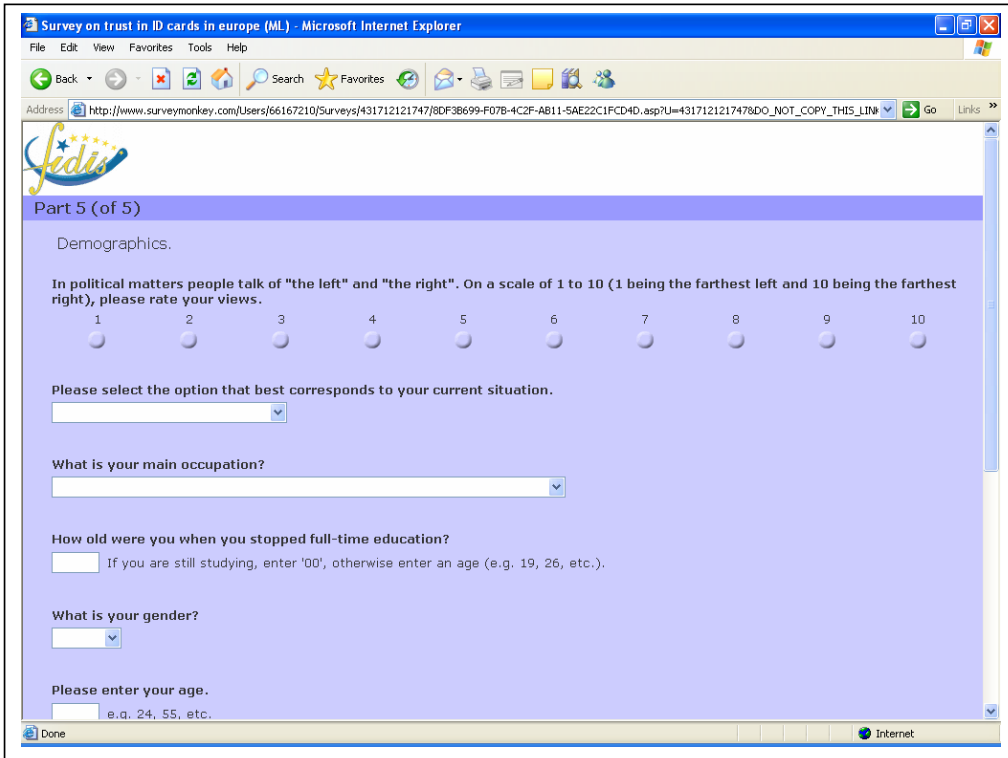 Survey on trust in ID cards in europe (ML) - Microsoft Internet Explorer
File Edit View Favorites Tools Help
Back Search Favorites
Address http://www.surveymonkey.com/Users/66167210/Surveys/431712121747/8DF3B699-F07B-4C2F-AB11-5AE22C1FCD4D.asp?U=431712121747&DO_NOT_COPY_THIS_LINK Go Links »
fidis
Part 5 (of 5)
Demographics.
In political matters people talk of "the left" and "the right". On a scale of 1 to 10 (1 being the farthest left and 10 being the farthest
right), please rate your views.
1 2 3 4 5 6 7 8 9 10
Please select the option that best corresponds to your current situation.
What is your main occupation?
How old were you when you stopped full-time education?
If you are still studying, enter '00', otherwise enter an age (e.g. 19, 26, etc.).
What is your gender?
Please enter your age.
e.g. 24, 55, etc.
Done Internet